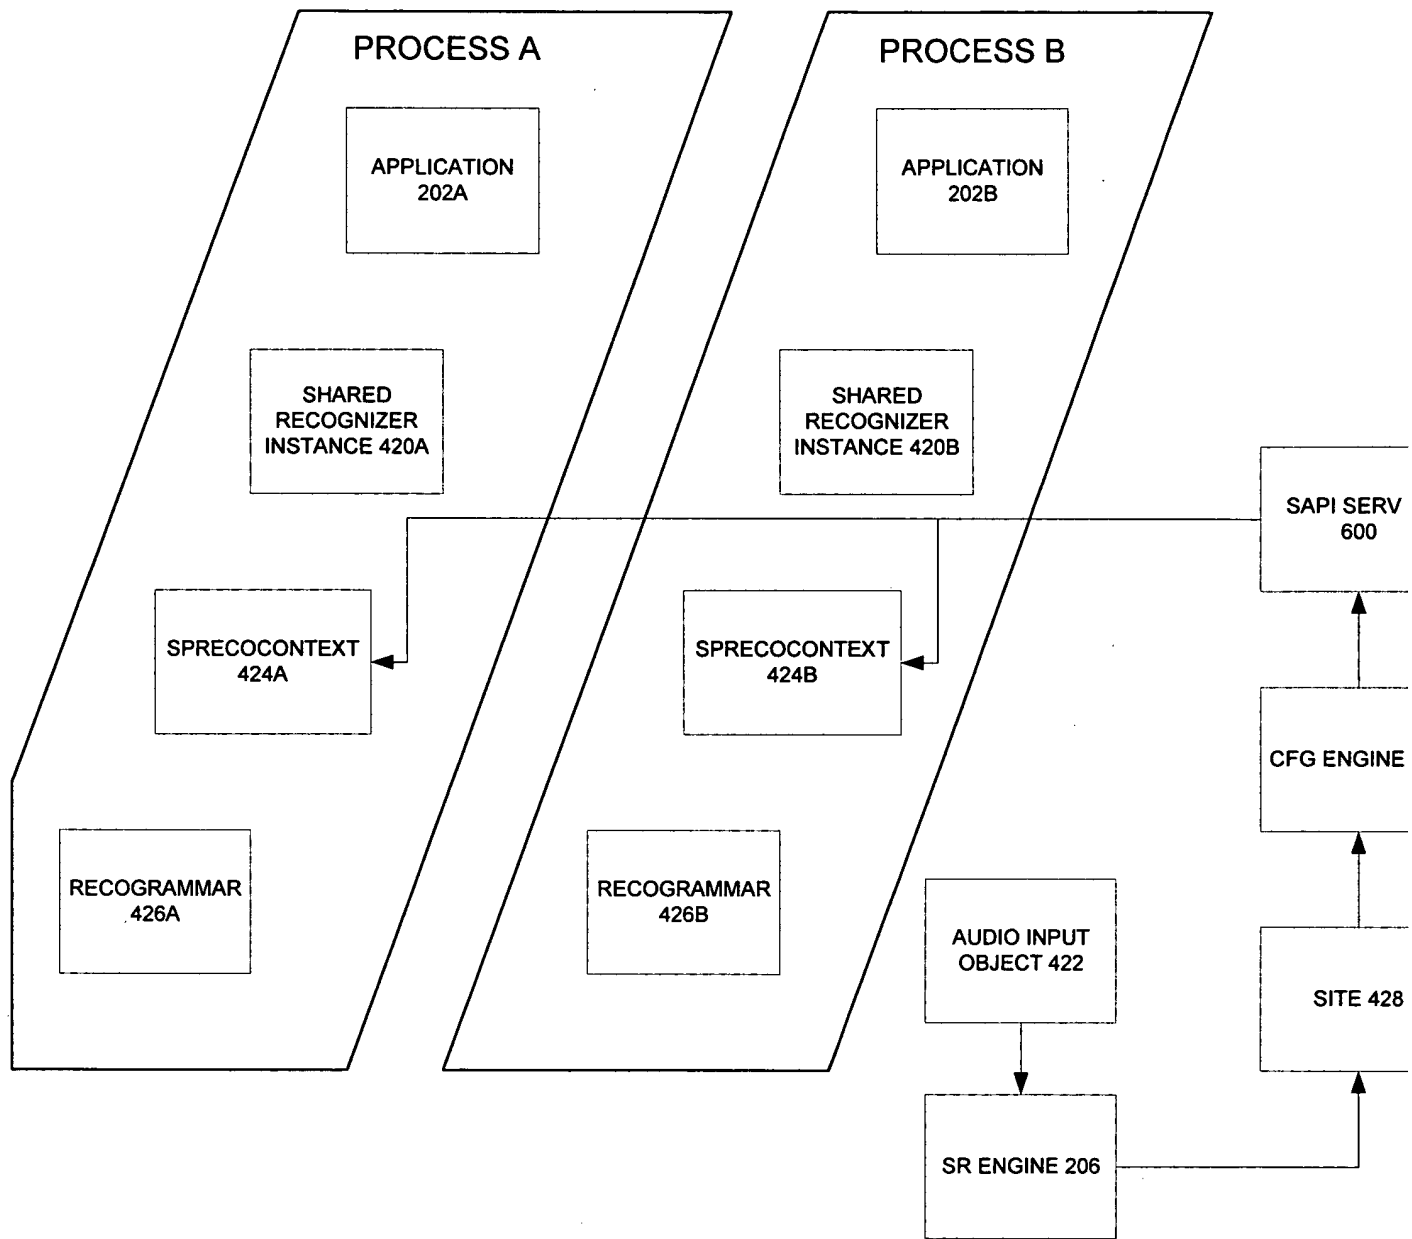 PROCESS A
APPLICATION
202A
SHARED
RECOGNIZER
INSTANCE 420A
SPRECOCONTEXT
424A
RECOGRAMMAR
426A
PROCESS B
APPLICATION
202B
SHARED
RECOGNIZER
INSTANCE 420B
SPRECOCONTEXT
424B
RECOGRAMMAR
426B
AUDIO INPUT
OBJECT 422
SR ENGINE 206
SAPI SERV
600
CFG ENGINE
SITE 428